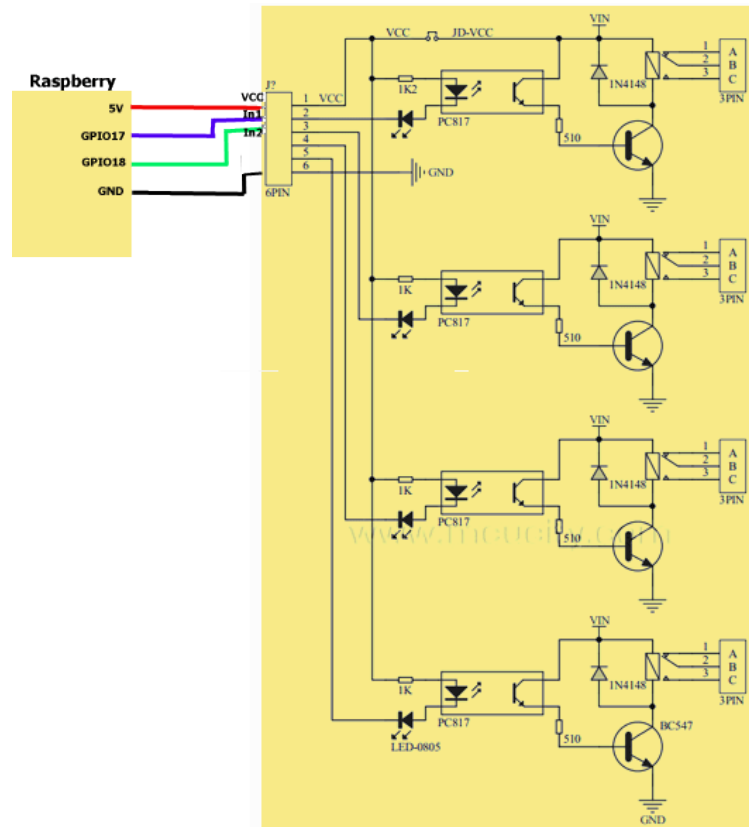 Raspberry
5V
GPIO17
GPIO18
GND
VCC
In1
In2
J?
1
2
3
4
5
6
6PIN
VCC
GND
VCC
JD-VCC
1K2
PC817
510
VIN
1N4148
1
2
3
A
B
C
3PIN
1K
PC817
510
VIN
1N4148
1
2
3
A
B
C
3PIN
1K
PC817
510
VIN
1N4148
1
2
3
A
B
C
3PIN
www.mcucity.com
1K
PC817
LED-0805
510
VIN
1N4148
BC547
GND
1
2
3
A
B
C
3PIN